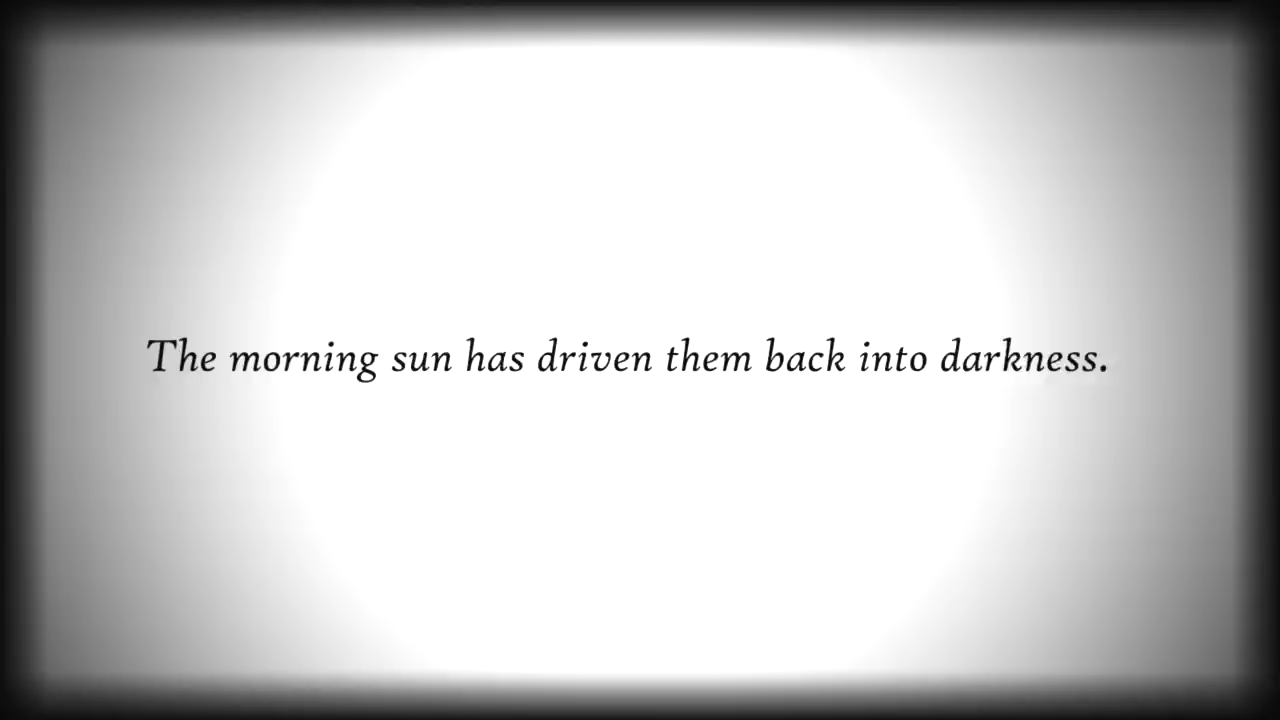 The morning sun has driven them back into darkness.